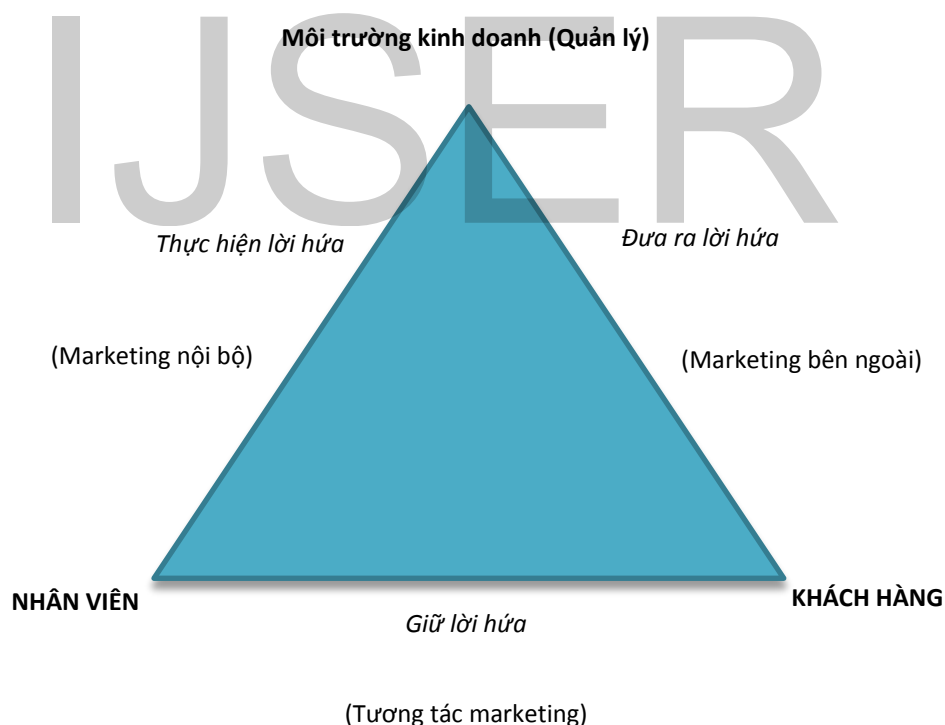 IJSER
Môi trường kinh doanh (Quản lý)
Thực hiện lời hứa
Đưa ra lời hứa
(Marketing nội bộ)
(Marketing bên ngoài)
NHÂN VIÊN
KHÁCH HÀNG
Giữ lời hứa
(Tương tác marketing)